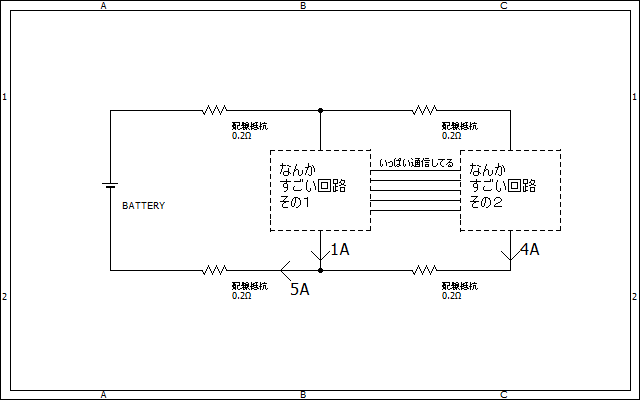 A B C
1 1
配線抵抗 配線抵抗
0.2Ω 0.2Ω
いっぱい通信してる
なんか なんか
すごい回路 すごい回路
その1 その2
BATTERY
1A 4A
5A
配線抵抗 配線抵抗
0.2Ω 0.2Ω
2 2
A B C